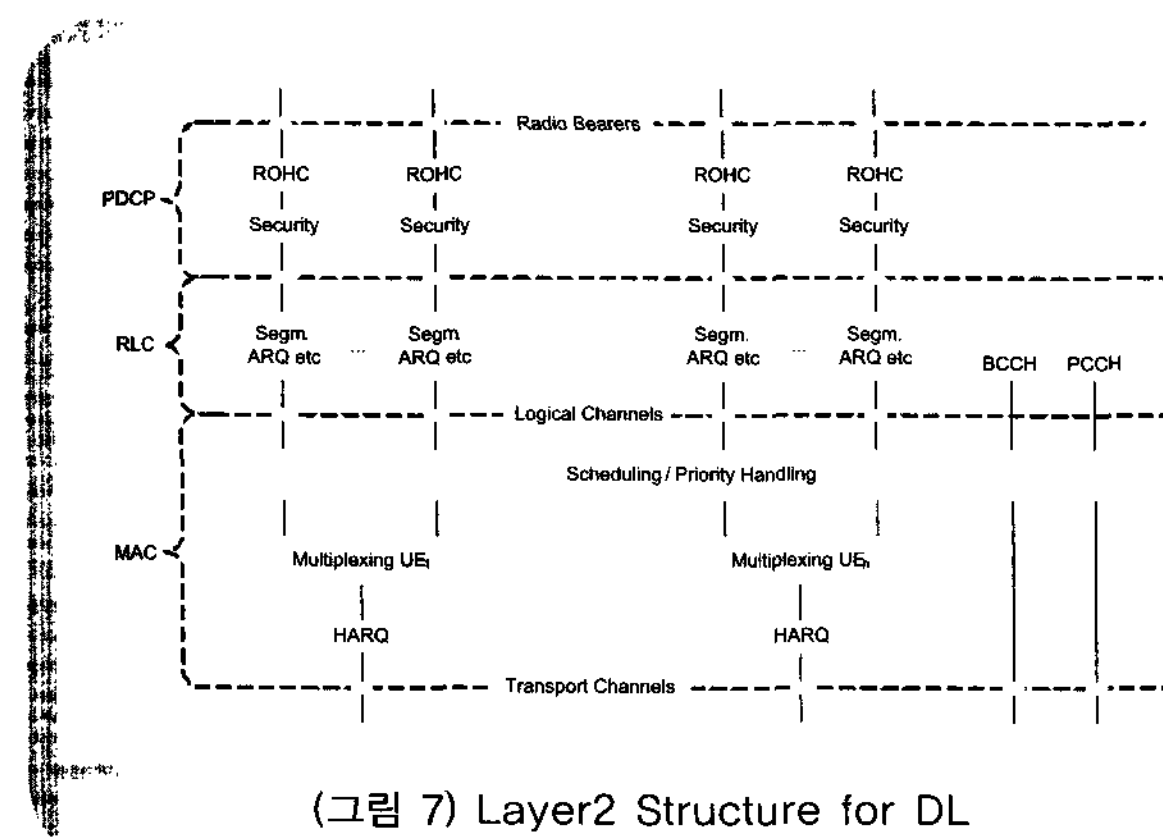 Radio Bearers
ROHC ROHC ROHC ROHC
PDCP
Security Security Security Security
Segm. Segm Segm. Segm.
RLC
ARQ etc ... ARQ etc ARQ etc ... ARQ etc BCCH PCCH
Logical Channels
Scheduling / Priority Handling
MAC
Multiplexing UE₁ Multiplexing UEₙ
HARQ HARQ
Transport Channels
(그림 7) Layer2 Structure for DL